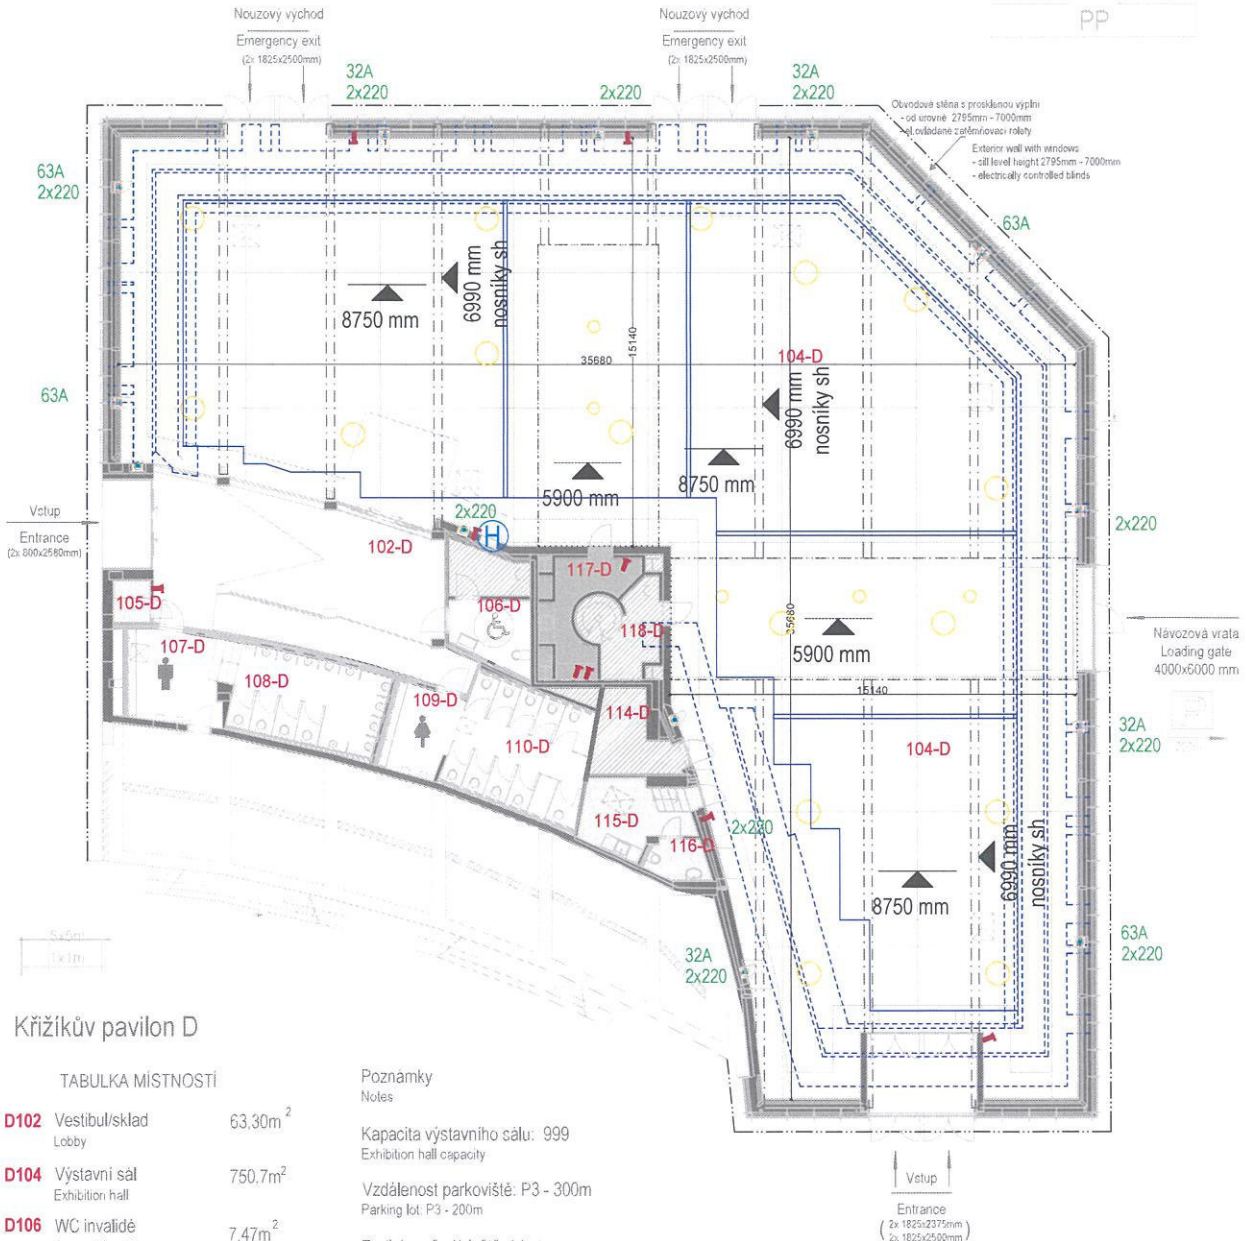 Nouzový východ
Emergency exit
(2x 1825x2500mm)
Nouzový východ
Emergency exit
(2x 1825x2500mm)
PP
32A
2x220
2x220
32A
2x220
Obvodová stěna s prosklenou výplní
- od úrovně 2795mm - 7000mm
- el.ovládané zatěmňovací rolety
Exterior wall with windows
- sill level height 2795mm - 7000mm
- electrically controlled blinds
63A
2x220
63A
6990 mm
nosníky sh
8750 mm
15140
35680
104-D
6990 mm
nosníky sh
63A
5900 mm
8750 mm
Vstup
Entrance
(2x 800x2560mm)
2x220
H
102-D
2x220
117-D
105-D
106-D
118-D
35680
5900 mm
Návozová vrata
Loading gate
4000x6000 mm
107-D
108-D
109-D
110-D
114-D
15140
P
104-D
32A
2x220
115-D
116-D
2x220
6990 mm
nosníky sh
8750 mm
63A
2x220
32A
2x220
5x5m
1x1m
Křižíkův pavilon D
TABULKA MÍSTNOSTÍ
D102 Vestibul/sklad 63,30m²
Lobby
D104 Výstavní sál 750,7m²
Exhibition hall
D106 WC invalidé 7,47m²
Poznámky
Notes
Kapacita výstavního sálu: 999
Exhibition hall capacity
Vzdálenost parkoviště: P3 - 300m
Parking lot: P3 - 200m
Vstup
Entrance
(2x 1825x2375mm)
2x 1825x2500mm